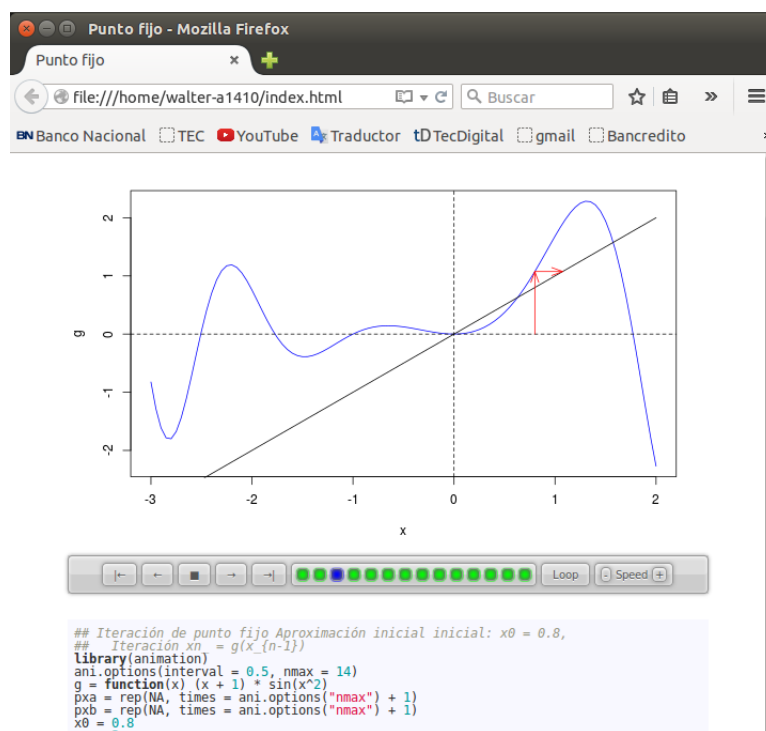 Punto fijo - Mozilla Firefox
Punto fijo
file:///home/walter-a1410/index.html
Buscar
BN Banco Nacional TEC YouTube Traductor tD TecDigital gmail Bancredito
g
2
1
0
-1
-2
-3 -2 -1 0 1 2
x
Loop - Speed +
## Iteración de punto fijo Aproximación inicial inicial: x0 = 0.8,
##   Iteración xn  = g(x_{n-1})
library(animation)
ani.options(interval = 0.5, nmax = 14)
g = function(x) (x + 1) * sin(x^2)
pxa = rep(NA, times = ani.options("nmax") + 1)
pxb = rep(NA, times = ani.options("nmax") + 1)
x0 = 0.8